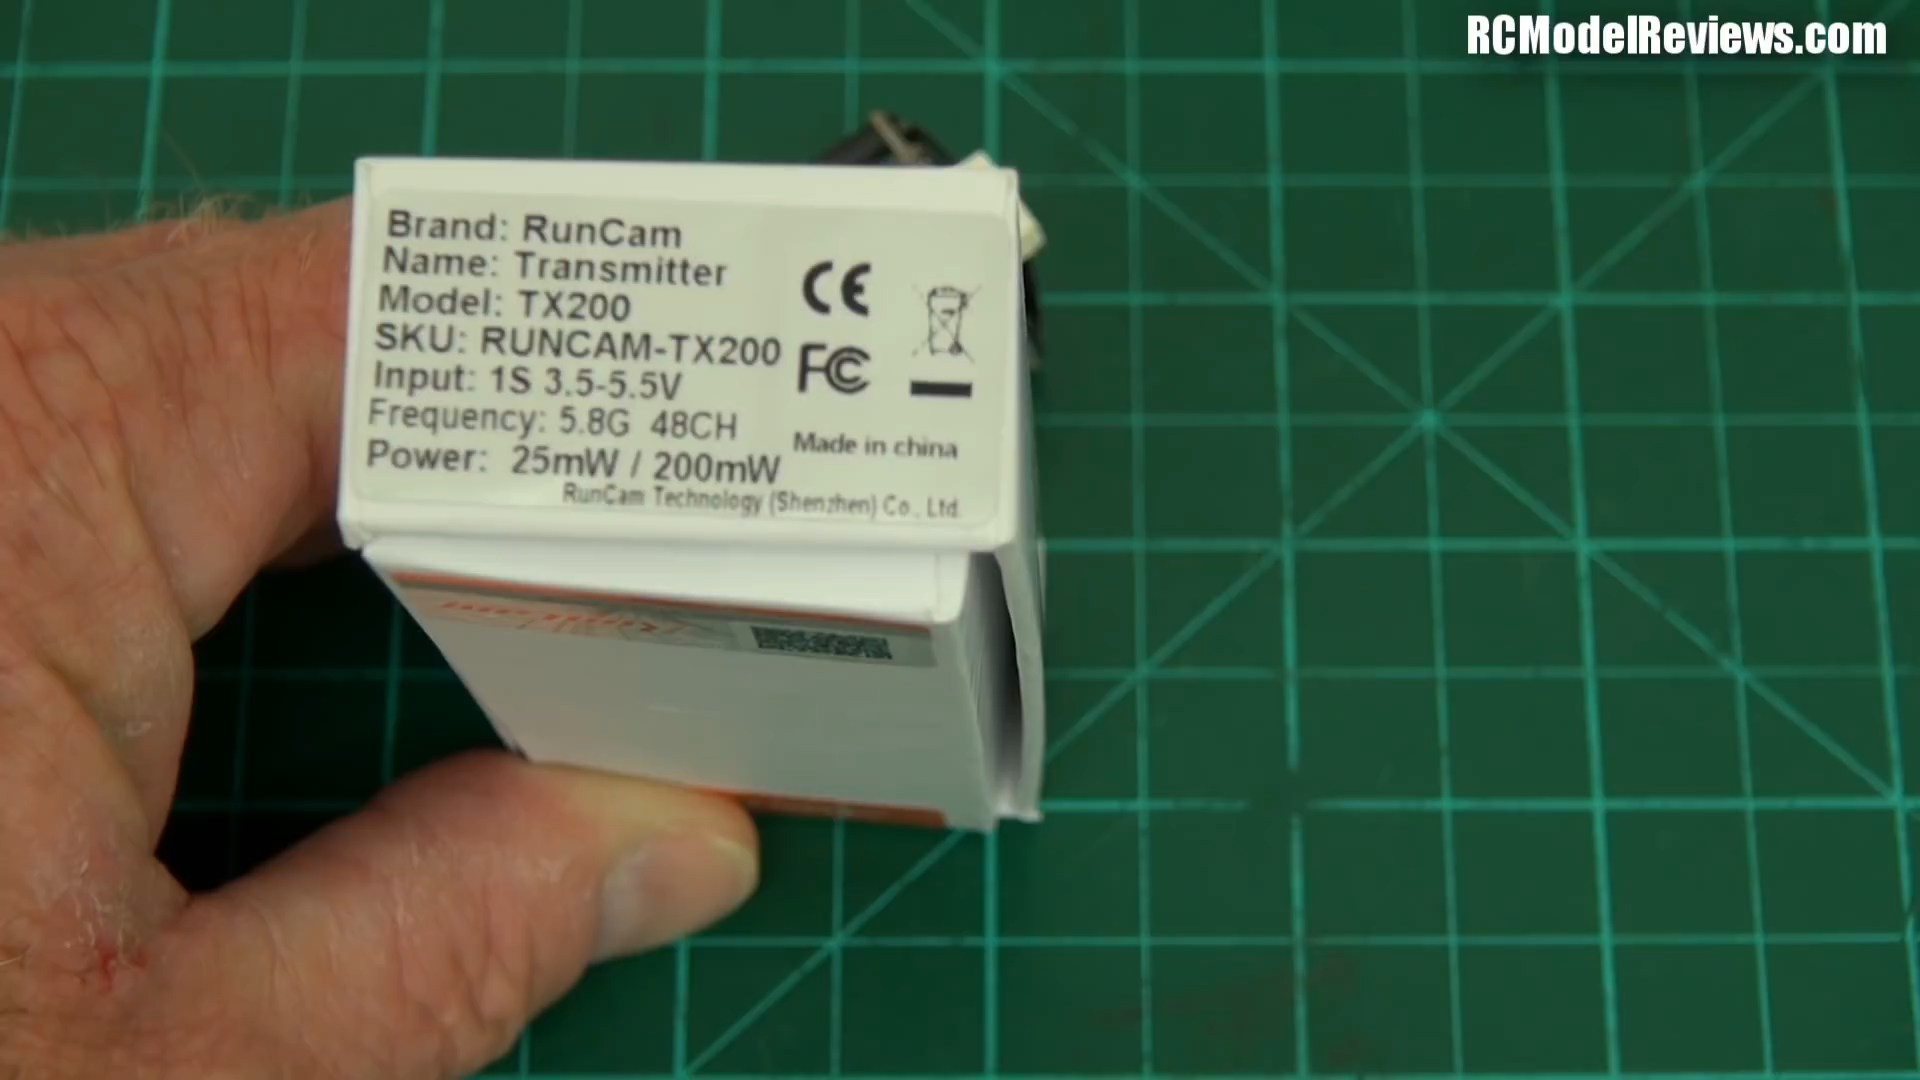 RCModelReviews.com
Brand: RunCam
Name: Transmitter
Model: TX200
SKU: RUNCAM-TX200
Input: 1S 3.5-5.5V
Frequency: 5.8G 48CH
Power: 25mW / 200mW
CE
FC
Made in china
RunCam Technology (Shenzhen) Co., Ltd.
RunCam